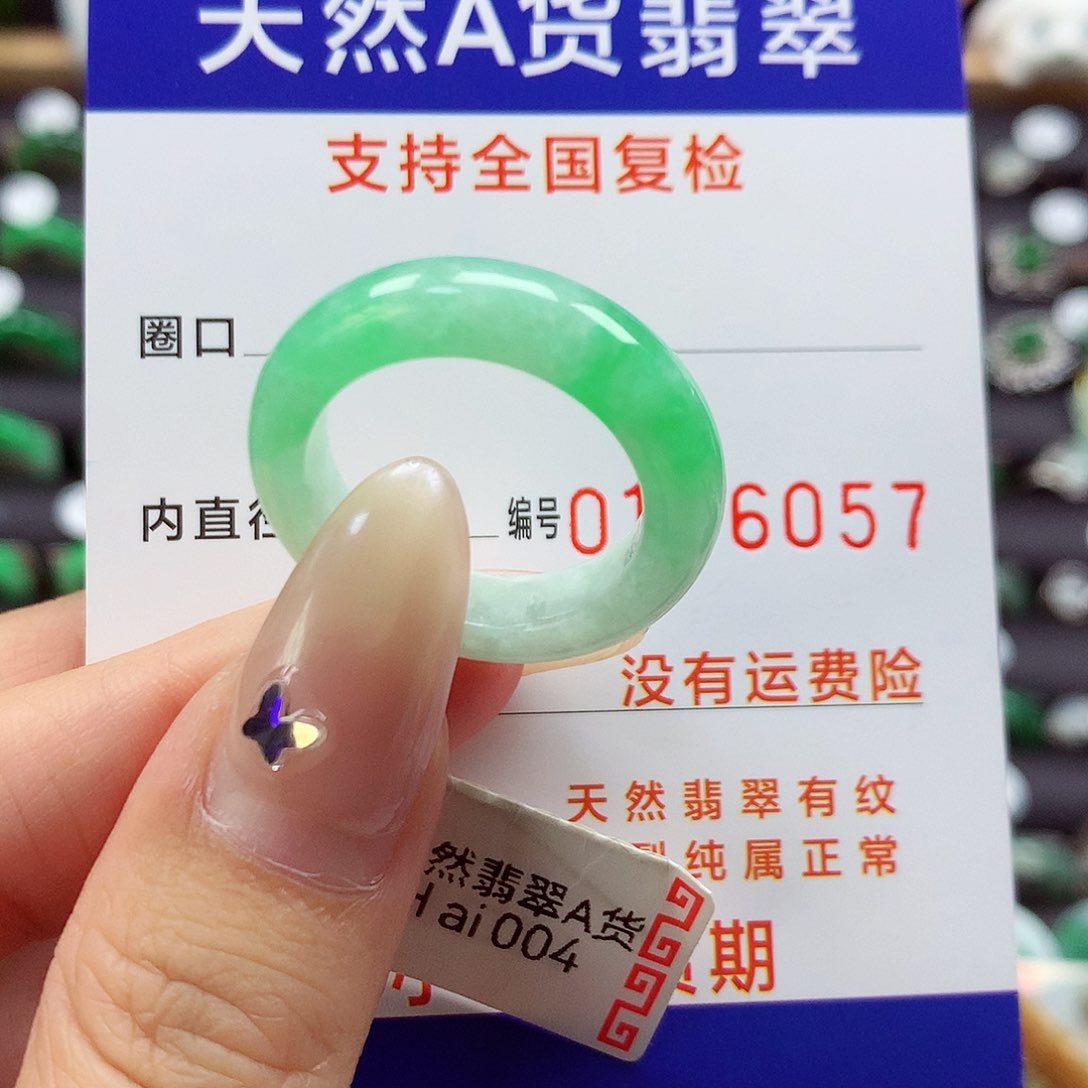 天然A货翡翠
支持全国复检
圈口
内直径
编号 01 6057
没有运费险
天然翡翠有纹
裂纯属正常
然翡翠A货
Hai004
期